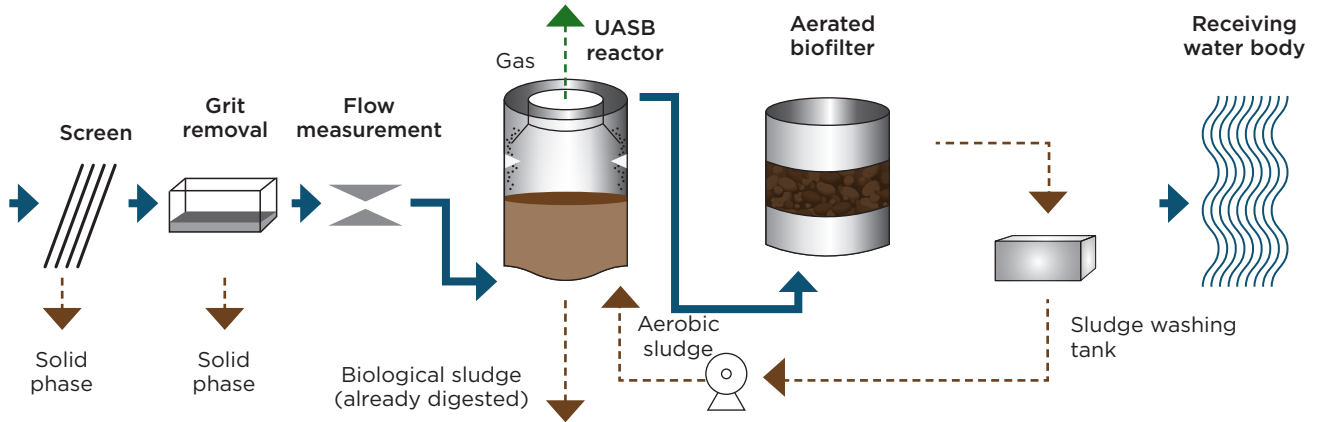 Screen
Grit
removal
Flow
measurement
Gas
UASB
reactor
Aerated
biofilter
Receiving
water body
Solid
phase
Solid
phase
Biological sludge
(already digested)
Aerobic
sludge
Sludge washing
tank